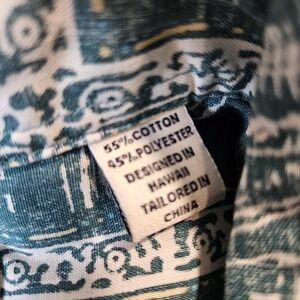 55% COTTON
45% POLYESTER
DESIGNED IN
HAWAII
TAILORED IN
CHINA